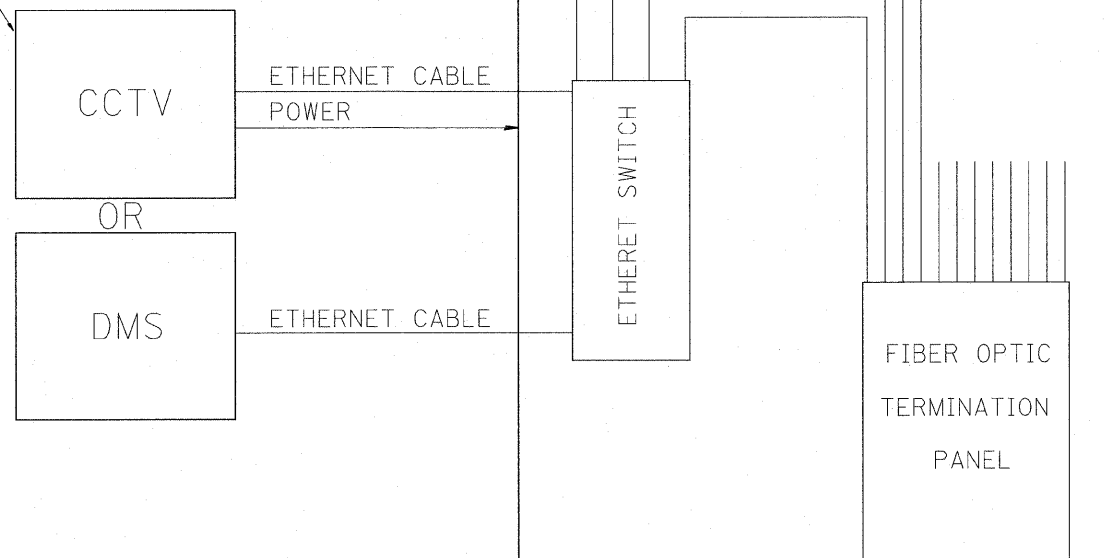 CCTV
ETHERNET CABLE
POWER
OR
DMS
ETHERNET CABLE
ETHERET SWITCH
FIBER OPTIC
TERMINATION
PANEL